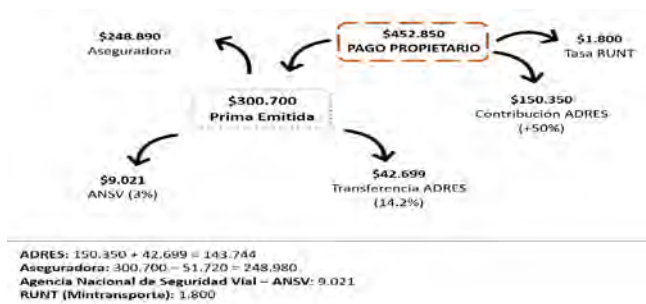 $248.890
Aseguradora
$452.850
PAGO PROPIETARIO
$1.800
Tasa RUNT
$300.700
Prima Emitida
$150.350
Contribución ADRES
(+50%)
$9.021
ANSV (3%)
$42.699
Transferencia ADRES
(14.2%)
ADRES: 150.350 + 42.699 = 143.744
Aseguradora: 300.700 – 51.720 = 248.980
Agencia Nacional de Seguridad Vial – ANSV: 9.021
RUNT (Mintransporte): 1.800